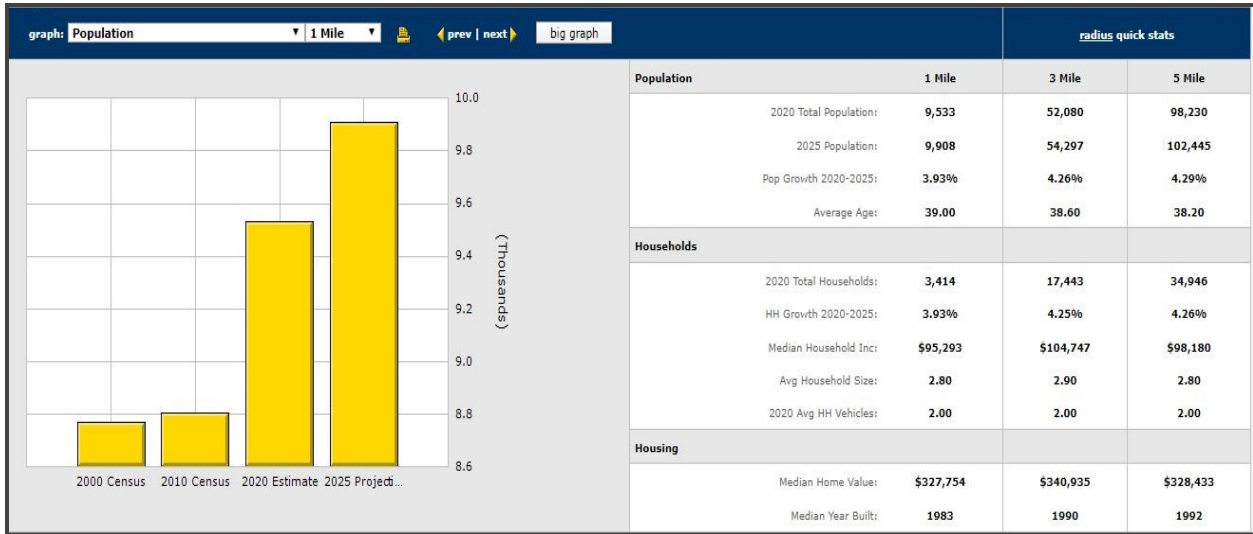 graph: Population 1 Mile prev | next big graph
radius quick stats
10.0
9.8
9.6
9.4
9.2
9.0
8.8
8.6
(Thousands)
2000 Census 2010 Census 2020 Estimate 2025 Projecti...
Population 1 Mile 3 Mile 5 Mile
2020 Total Population: 9,533 52,080 98,230
2025 Population: 9,908 54,297 102,445
Pop Growth 2020-2025: 3.93% 4.26% 4.29%
Average Age: 39.00 38.60 38.20
Households
2020 Total Households: 3,414 17,443 34,946
HH Growth 2020-2025: 3.93% 4.25% 4.26%
Median Household Inc: $95,293 $104,747 $98,180
Avg Household Size: 2.80 2.90 2.80
2020 Avg HH Vehicles: 2.00 2.00 2.00
Housing
Median Home Value: $327,754 $340,935 $328,433
Median Year Built: 1983 1990 1992